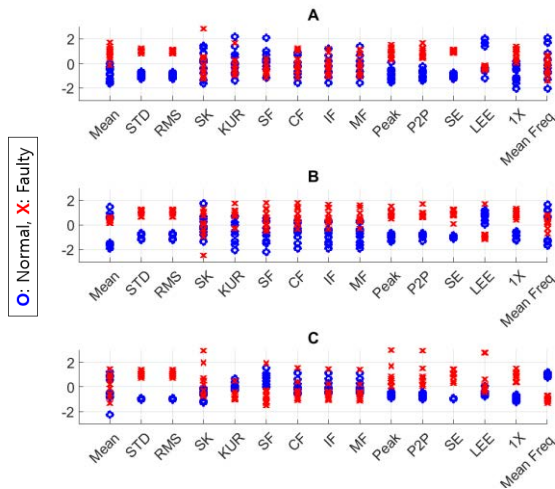 O: Normal, X: Faulty
A
2
0
-2
Mean STD RMS SK KUR SF CF IF MF Peak P2P SE LEE 1X Mean Freq
B
2
0
-2
Mean STD RMS SK KUR SF CF IF MF Peak P2P SE LEE 1X Mean Freq
C
2
0
-2
Mean STD RMS SK KUR SF CF IF MF Peak P2P SE LEE 1X Mean Freq